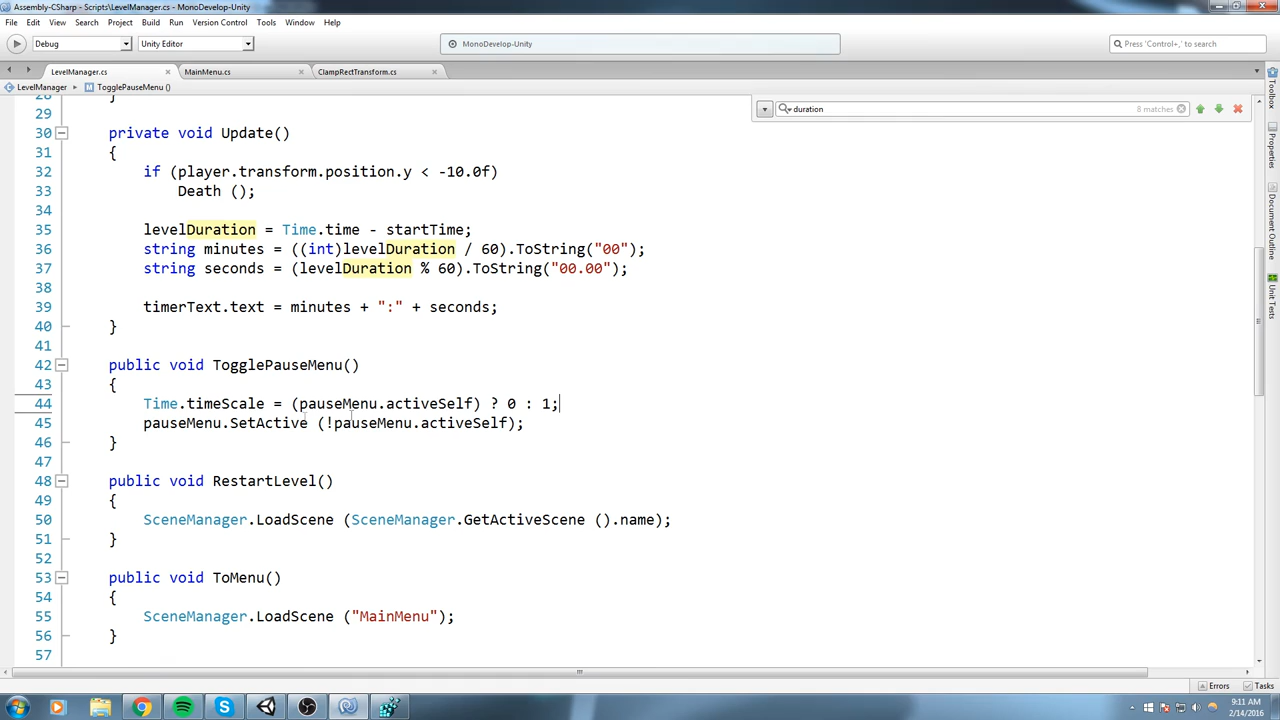 Assembly-CSharp - Scripts\LevelManager.cs - MonoDevelop-Unity
File Edit View Search Project Build Run Version Control Tools Window Help
Debug Unity Editor MonoDevelop-Unity Press 'Control+,' to search
LevelManager.cs MainMenu.cs ClampRectTransform.cs
LevelManager TogglePauseMenu ()
duration 8 matches
28 }
29
30 private void Update()
31 {
32 if (player.transform.position.y < -10.0f)
33 Death ();
34
35 levelDuration = Time.time - startTime;
36 string minutes = ((int)levelDuration / 60).ToString("00");
37 string seconds = (levelDuration % 60).ToString("00.00");
38
39 timerText.text = minutes + ":" + seconds;
40 }
41
42 public void TogglePauseMenu()
43 {
44 Time.timeScale = (pauseMenu.activeSelf) ? 0 : 1;
45 pauseMenu.SetActive (!pauseMenu.activeSelf);
46 }
47
48 public void RestartLevel()
49 {
50 SceneManager.LoadScene (SceneManager.GetActiveScene ().name);
51 }
52
53 public void ToMenu()
54 {
55 SceneManager.LoadScene ("MainMenu");
56 }
57
Toolbox
Properties
Document Outline
Unit Tests
Errors Tasks
9:11 AM
2/14/2016